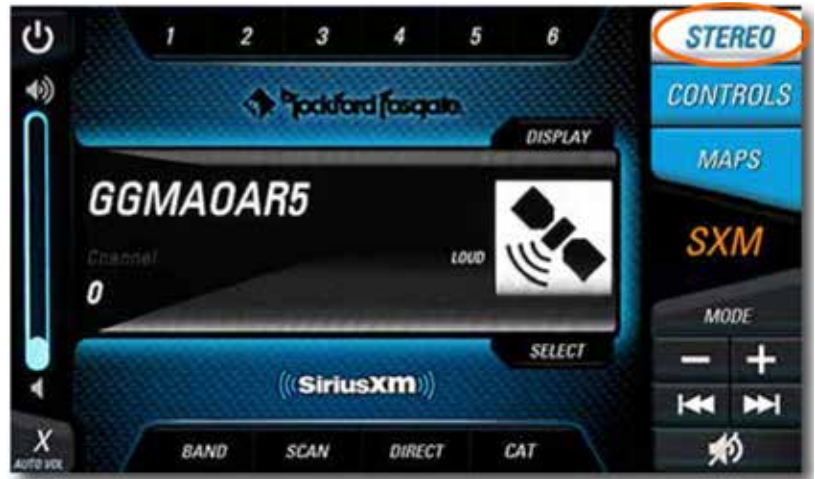 1 2 3 4 5 6
STEREO
Rockford Fosgate
CONTROLS
DISPLAY
MAPS
GGMAOAR5
SXM
Channel
LOUD
0
MODE
SELECT
((SiriusXM))
X
AUTO VOL
BAND SCAN DIRECT CAT